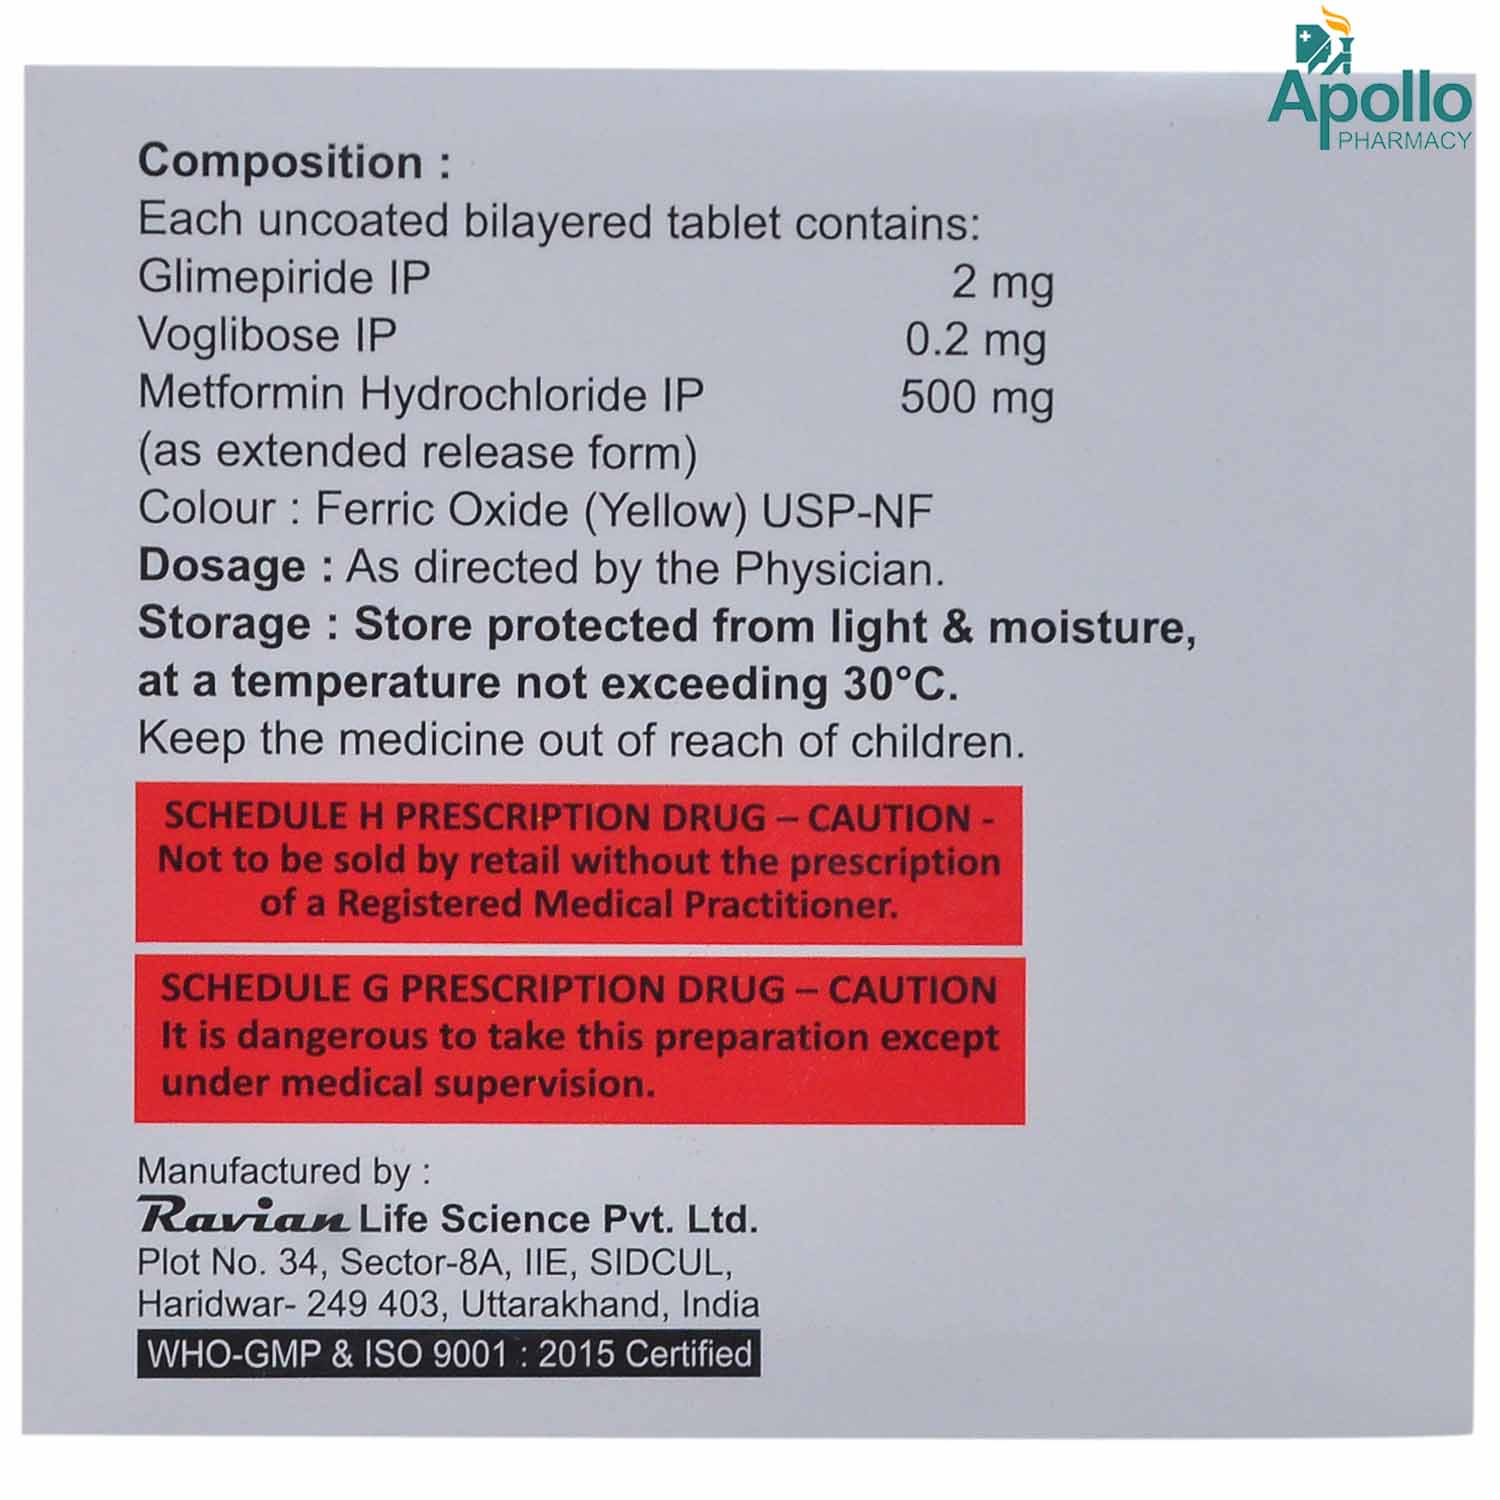 Apollo
PHARMACY
Composition :
Each uncoated bilayered tablet contains:
Glimepiride IP 2 mg
Voglibose IP 0.2 mg
Metformin Hydrochloride IP 500 mg
(as extended release form)
Colour : Ferric Oxide (Yellow) USP-NF
Dosage : As directed by the Physician.
Storage : Store protected from light & moisture,
at a temperature not exceeding 30°C.
Keep the medicine out of reach of children.
SCHEDULE H PRESCRIPTION DRUG – CAUTION -
Not to be sold by retail without the prescription
of a Registered Medical Practitioner.
SCHEDULE G PRESCRIPTION DRUG – CAUTION
It is dangerous to take this preparation except
under medical supervision.
Manufactured by :
Ravian Life Science Pvt. Ltd.
Plot No. 34, Sector-8A, IIE, SIDCUL,
Haridwar- 249 403, Uttarakhand, India
WHO-GMP & ISO 9001 : 2015 Certified